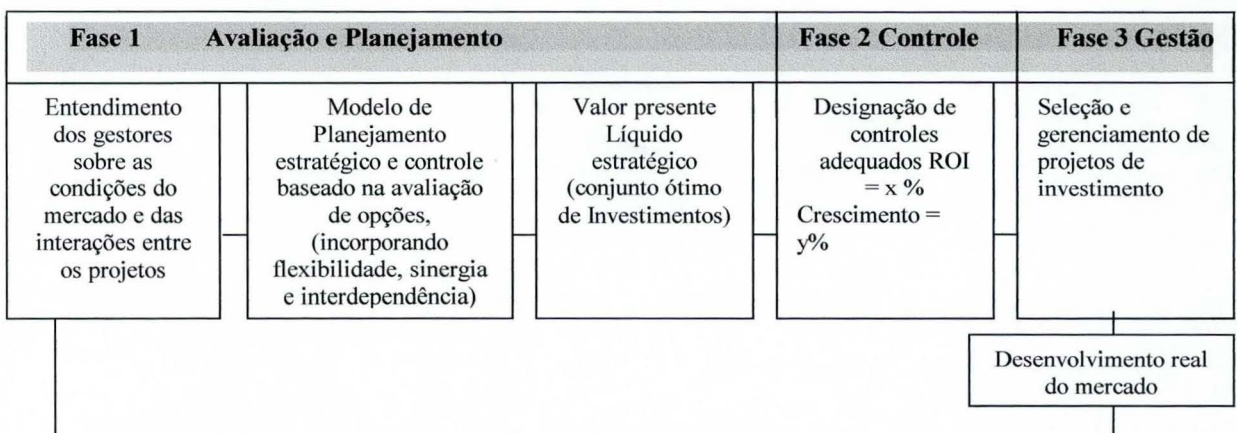 Fase 1 Avaliação e Planejamento
Fase 2 Controle
Fase 3 Gestão
Entendimento
dos gestores
sobre as
condições do
mercado e das
interações entre
os projetos
Modelo de
Planejamento
estratégico e controle
baseado na avaliação
de opções,
(incorporando
flexibilidade, sinergia
e interdependência)
Valor presente
Líquido
estratégico
(conjunto ótimo
de Investimentos)
Designação de
controles
adequados ROI
= x %
Crescimento =
y%
Seleção e
gerenciamento de
projetos de
investimento
Desenvolvimento real
do mercado